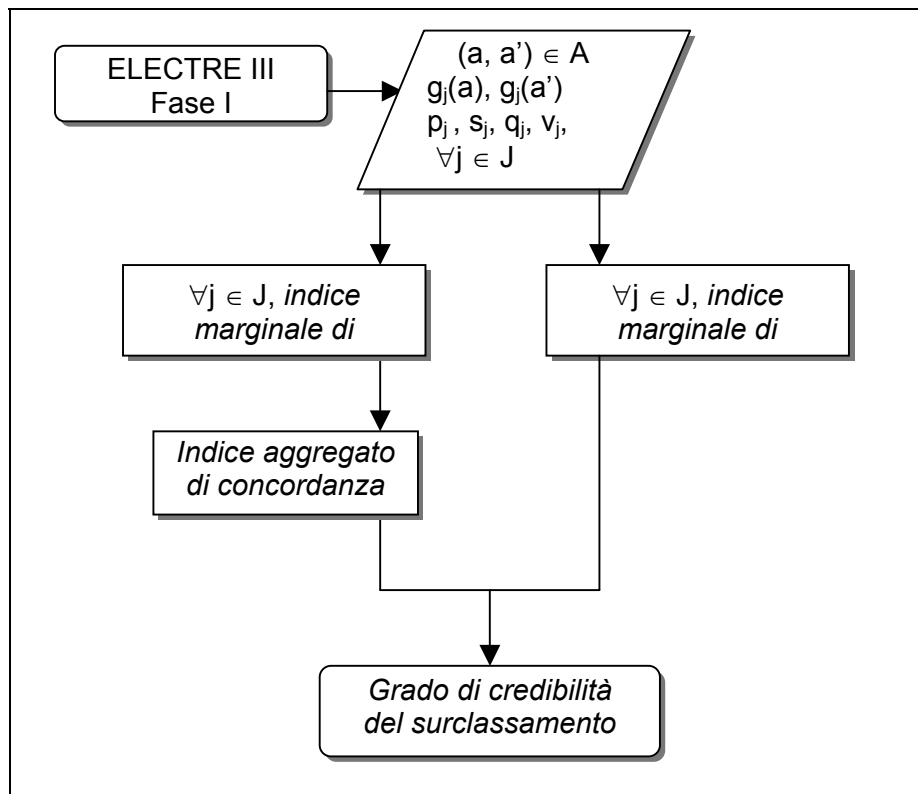 ELECTRE III
Fase I
(a, a’) ∈ A
gj(a), gj(a’)
pj , sj, qj, vj,
∀j ∈ J
∀j ∈ J, indice
marginale di
∀j ∈ J, indice
marginale di
Indice aggregato
di concordanza
Grado di credibilità
del surclassamento